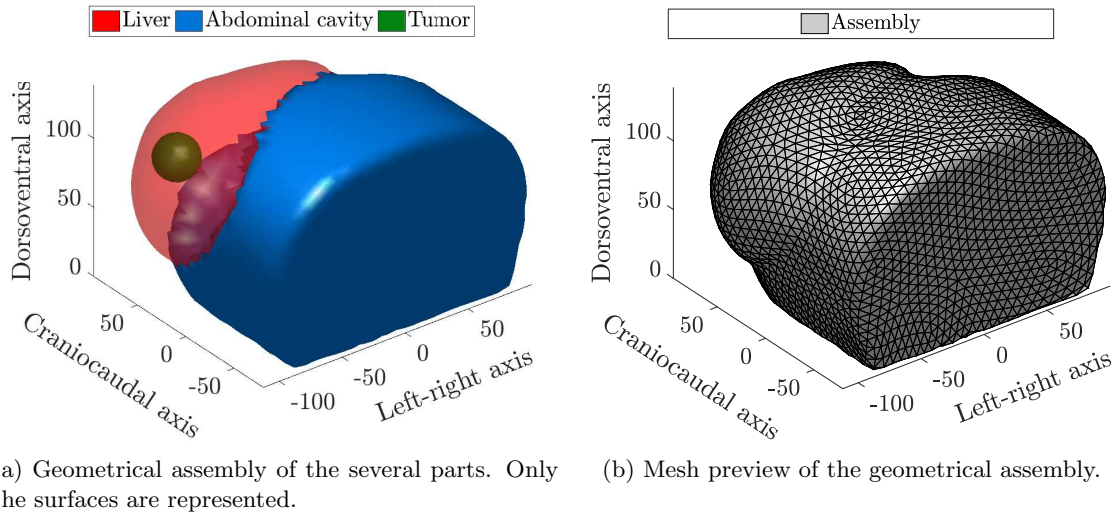 Liver Abdominal cavity Tumor
Dorsoventral axis
100
50
0
50
0
-50
Craniocaudal axis
-100
-50
0
50
Left-right axis
a) Geometrical assembly of the several parts. Only
he surfaces are represented.
Assembly
Dorsoventral axis
100
50
0
50
0
-50
Craniocaudal axis
-100
-50
0
50
Left-right axis
(b) Mesh preview of the geometrical assembly.